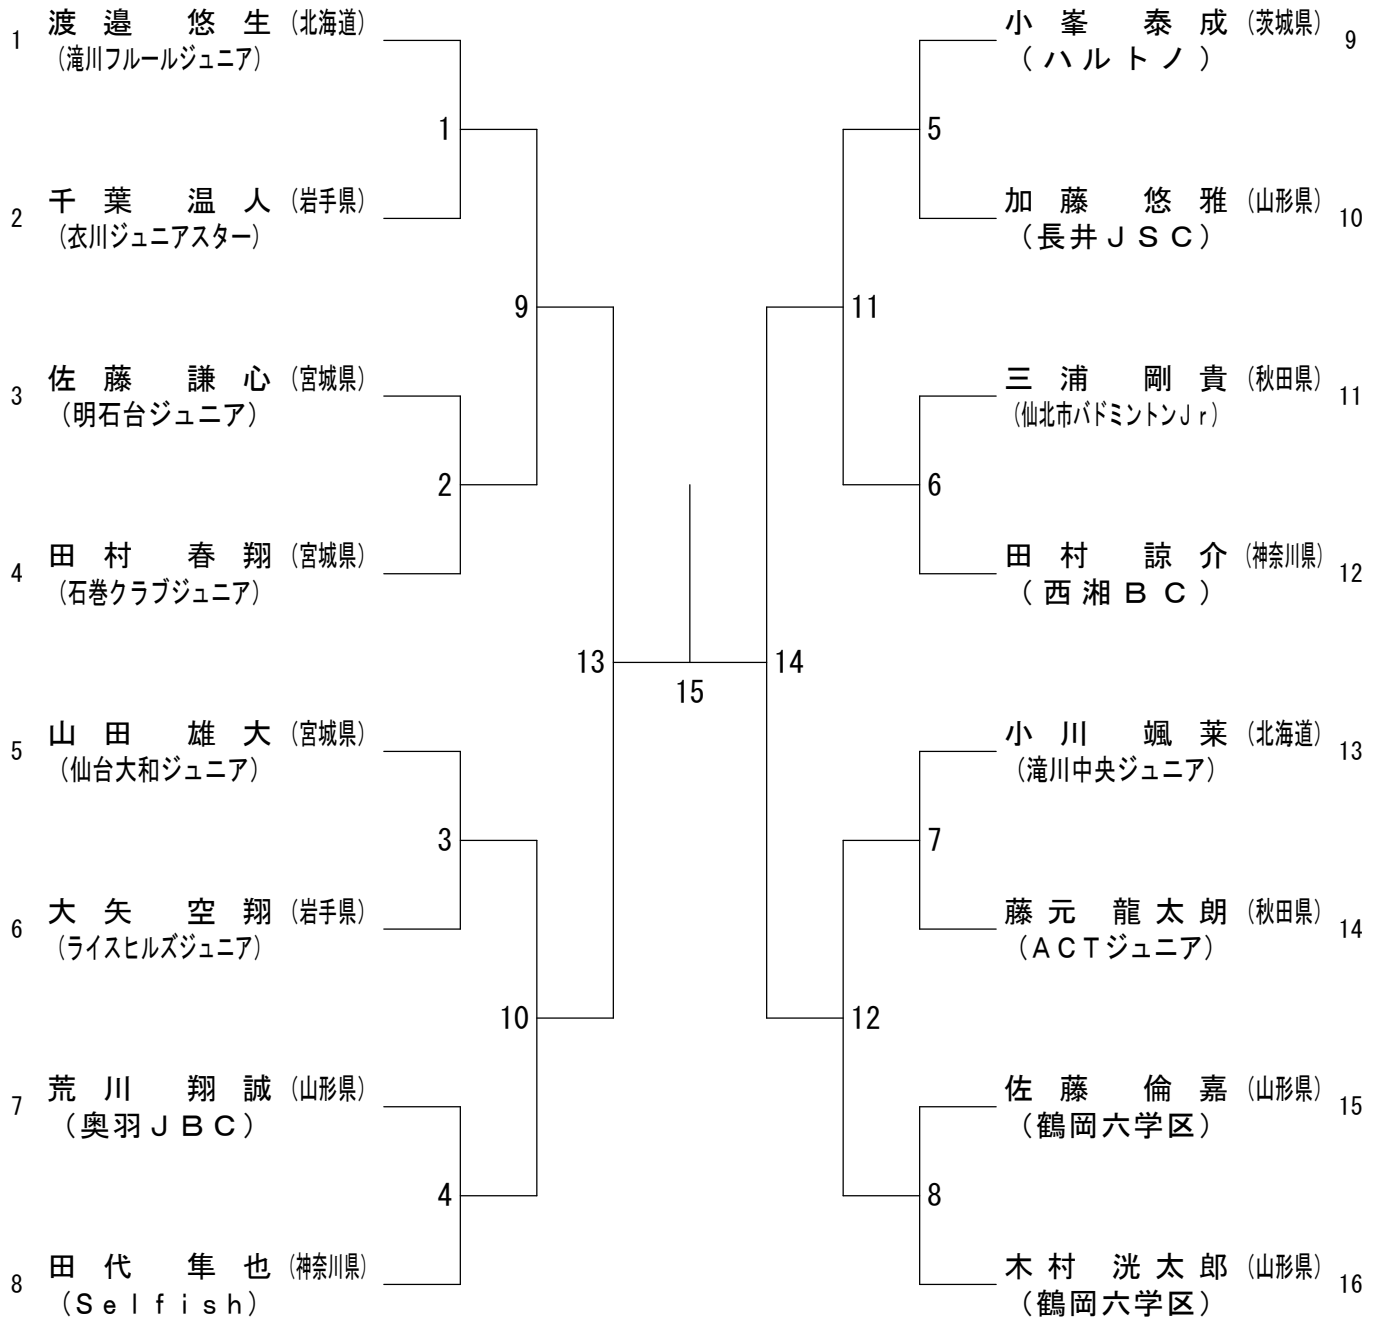 1 渡邉 悠生 (北海道)
(滝川フルールジュニア)
2 千葉 温人 (岩手県)
(衣川ジュニアスター)
3 佐藤 謙心 (宮城県)
(明石台ジュニア)
4 田村 春翔 (宮城県)
(石巻クラブジュニア)
5 山田 雄大 (宮城県)
(仙台大和ジュニア)
6 大矢 空翔 (岩手県)
(ライスヒルズジュニア)
7 荒川 翔誠 (山形県)
(奥羽JBC)
8 田代 隼也 (神奈川県)
(Selfish)
1
2
3
4
9
10
13
15
14
11
12
5
6
7
8
小峯 泰成 (茨城県) 9
(ハルトノ)
加藤 悠雅 (山形県) 10
(長井JSC)
三浦 剛貴 (秋田県) 11
(仙北市バドミントンJr)
田村 諒介 (神奈川県) 12
(西湘BC)
小川 颯莱 (北海道) 13
(滝川中央ジュニア)
藤元 龍太朗 (秋田県) 14
(ACTジュニア)
佐藤 倫嘉 (山形県) 15
(鶴岡六学区)
木村 洸太郎 (山形県) 16
(鶴岡六学区)